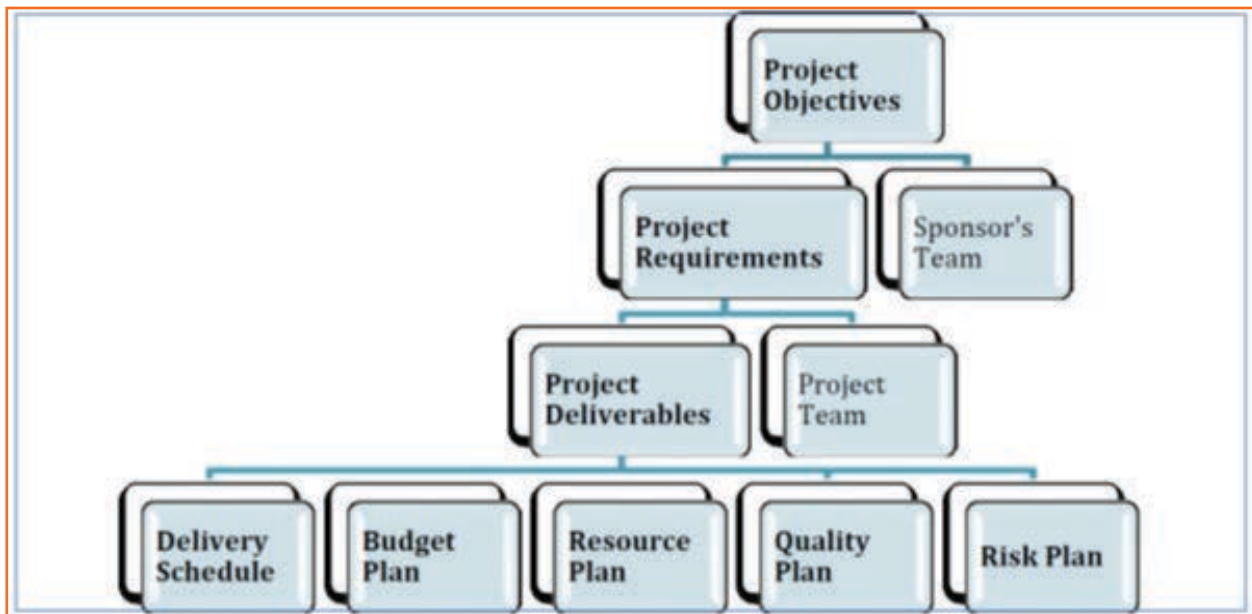 Project
Objectives
Project
Requirements
Sponsor's
Team
Project
Deliverables
Project
Team
Delivery
Schedule
Budget
Plan
Resource
Plan
Quality
Plan
Risk Plan